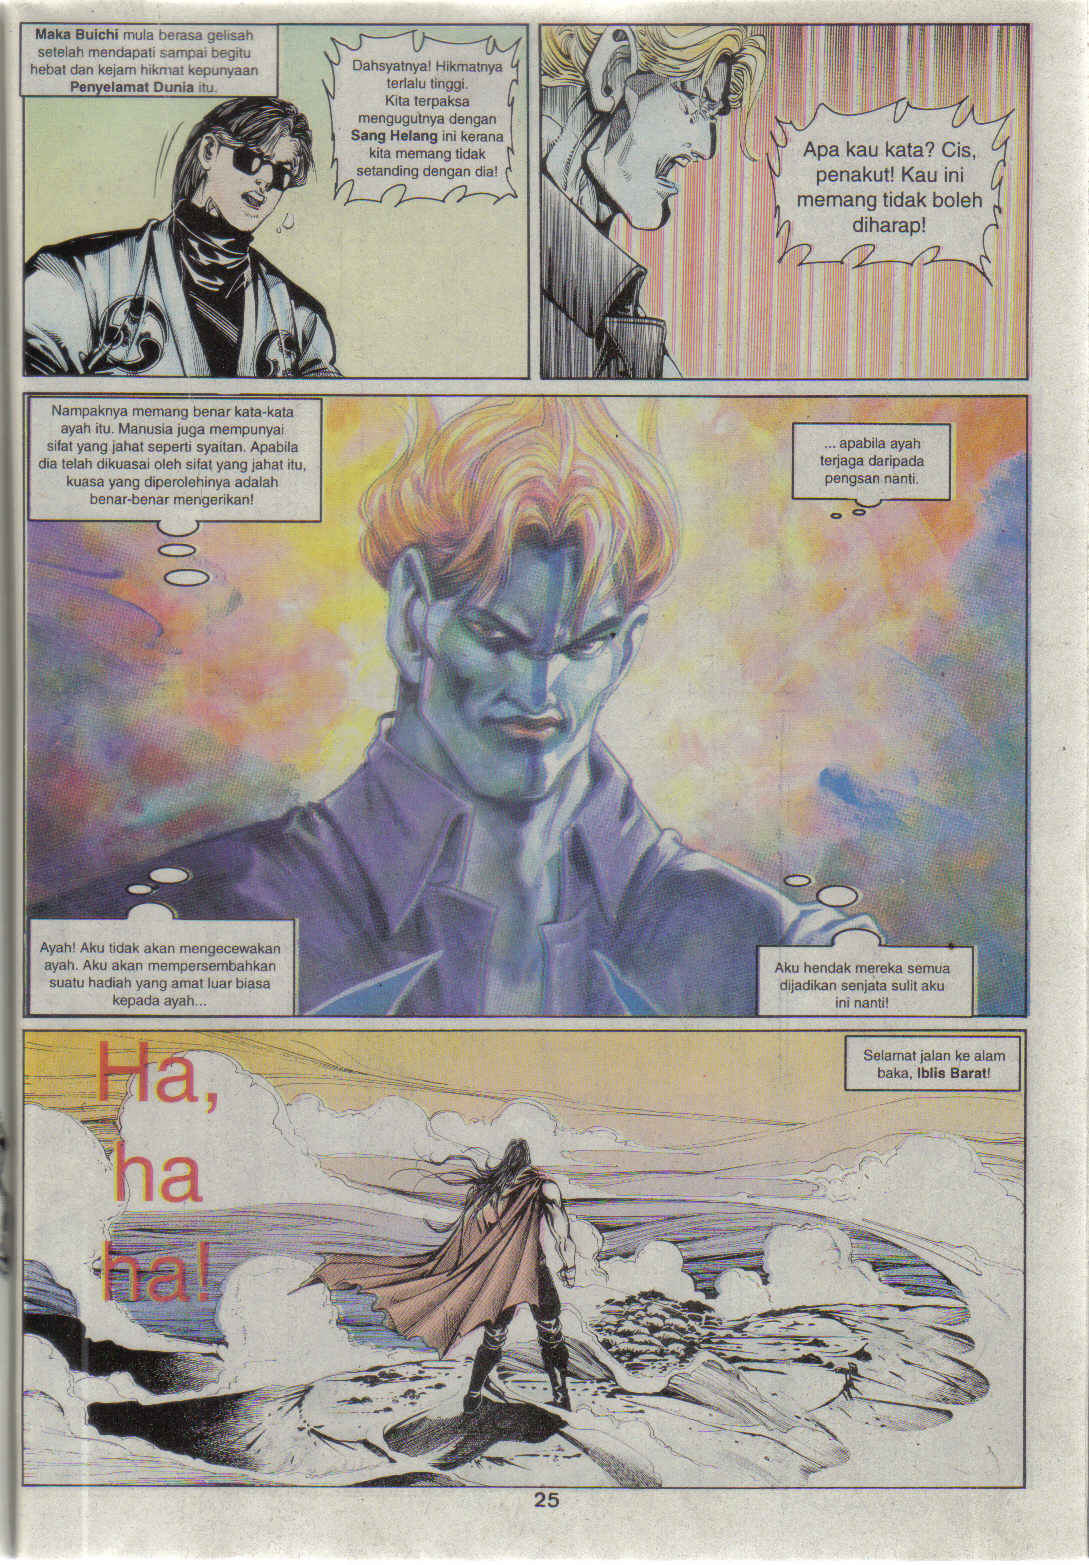 Maka Buichi mula berasa gelisah
setelah mendapati sampai begitu
hebat dan kejam hikmat kepunyaan
Penyelamat Dunia itu.
Dahsyatnya! Hikmatnya
terlalu tinggi.
Kita terpaksa
mengugutnya dengan
Sang Helang ini kerana
kita memang tidak
setanding dengan dia!
Apa kau kata? Cis,
penakut! Kau ini
memang tidak boleh
diharap!
Nampaknya memang benar kata-kata
ayah itu. Manusia juga mempunyai
sifat yang jahat seperti syaitan. Apabila
dia telah dikuasai oleh sifat yang jahat itu,
kuasa yang diperolehinya adalah
benar-benar mengerikan!
Ayah! Aku tidak akan mengecewakan
ayah. Aku akan mempersembahkan
suatu hadiah yang amat luar biasa
kepada ayah...
... apabila ayah
terjaga daripada
pengsan nanti.
Aku hendak mereka semua
dijadikan senjata sulit aku
ini nanti!
Ha,
ha
ha!
Selamat jalan ke alam
baka, Iblis Barat!
25